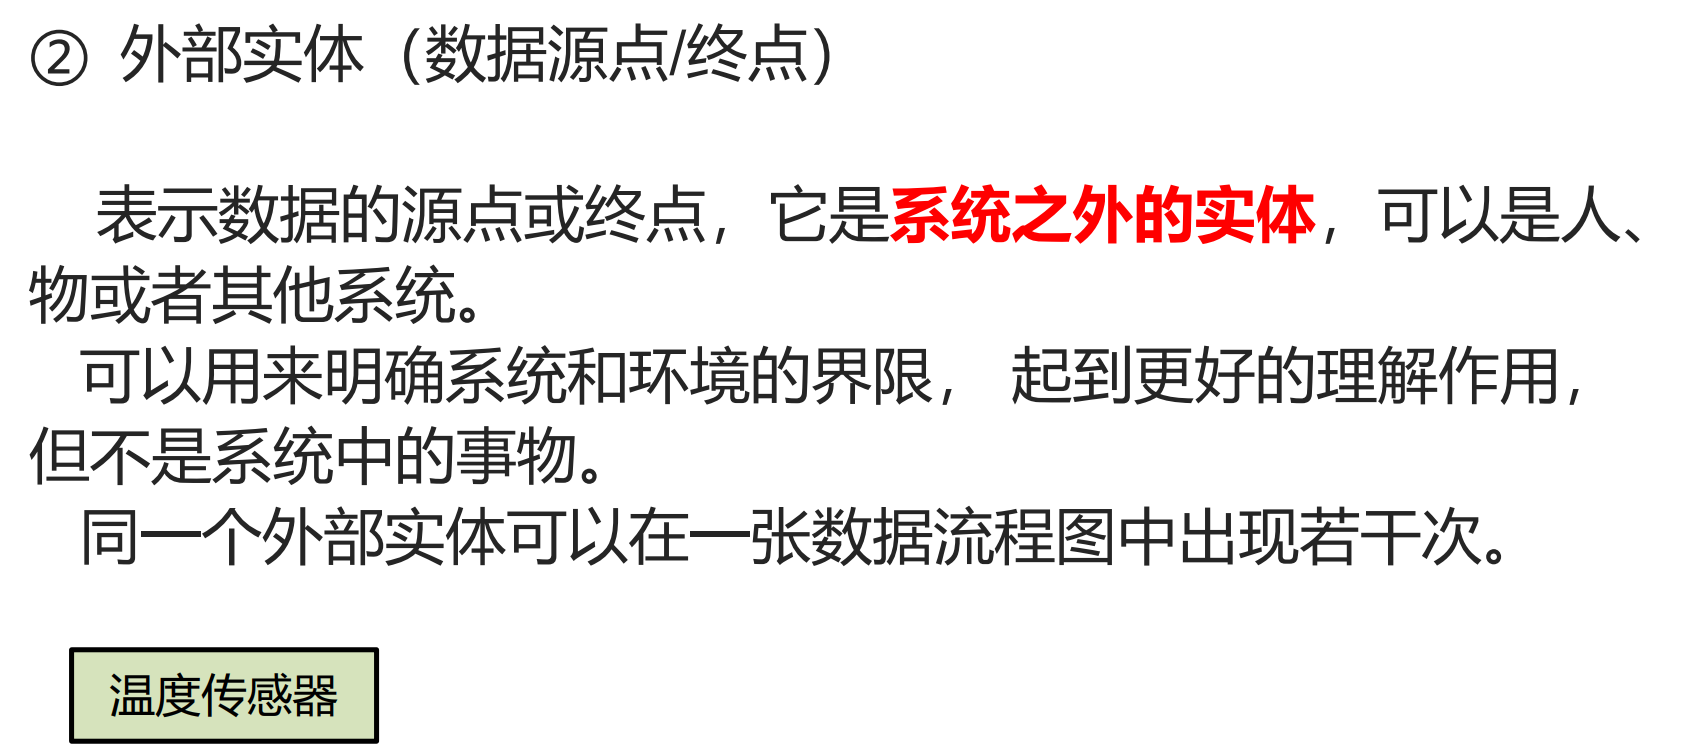 ② 外部实体（数据源点/终点）
表示数据的源点或终点，它是系统之外的实体，可以是人、
物或者其他系统。
可以用来明确系统和环境的界限， 起到更好的理解作用，
但不是系统中的事物。
同一个外部实体可以在一张数据流程图中出现若干次。
温度传感器